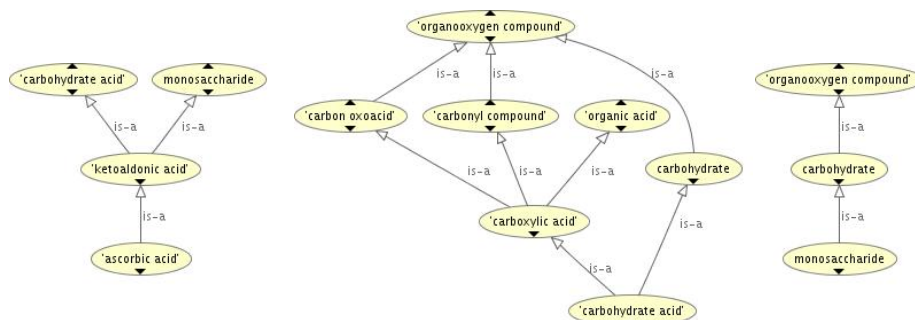 'organooxygen compound'
is-a
is-a
is-a
'carbohydrate acid'
monosaccharide
'organooxygen compound'
is-a
is-a
'carbon oxoacid'
'carbonyl compound'
'organic acid'
is-a
'ketoaldonic acid'
is-a
is-a
is-a
carbohydrate
carbohydrate
is-a
'carboxylic acid'
is-a
'ascorbic acid'
is-a
is-a
monosaccharide
'carbohydrate acid'